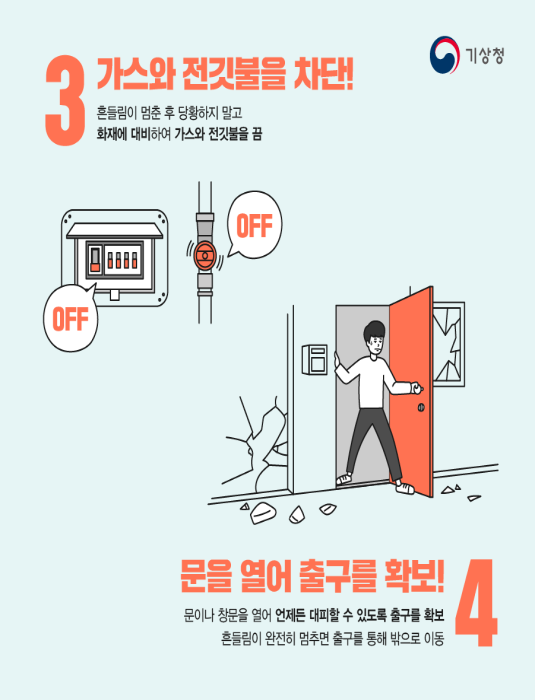 기상청
3 가스와 전깃불을 차단!
흔들림이 멈춘 후 당황하지 말고
화재에 대비하여 가스와 전깃불을 끔
OFF
OFF
문을 열어 출구를 확보! 4
문이나 창문을 열어 언제든 대피할 수 있도록 출구를 확보
흔들림이 완전히 멈추면 출구를 통해 밖으로 이동